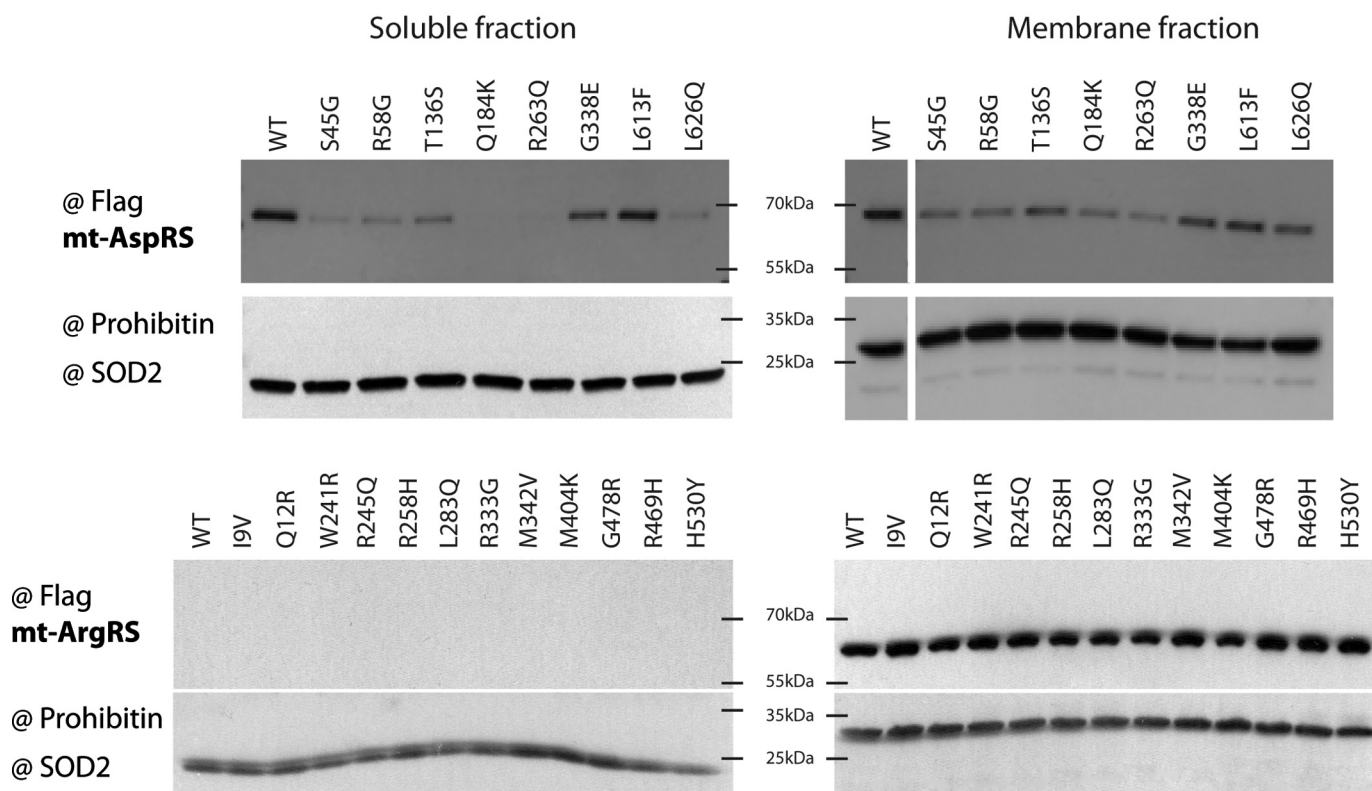 Soluble fraction
Membrane fraction
WT S45G R58G T136S Q184K R263Q G338E L613F L626Q
WT S45G R58G T136S Q184K R263Q G338E L613F L626Q
@ Flag
mt-AspRS
70kDa
55kDa
@ Prohibitin
@ SOD2
35kDa
25kDa
WT I9V Q12R W241R R245Q R258H L283Q R333G M342V M404K G478R R469H H530Y
WT I9V Q12R W241R R245Q R258H L283Q R333G M342V M404K G478R R469H H530Y
@ Flag
mt-ArgRS
70kDa
55kDa
@ Prohibitin
@ SOD2
35kDa
25kDa